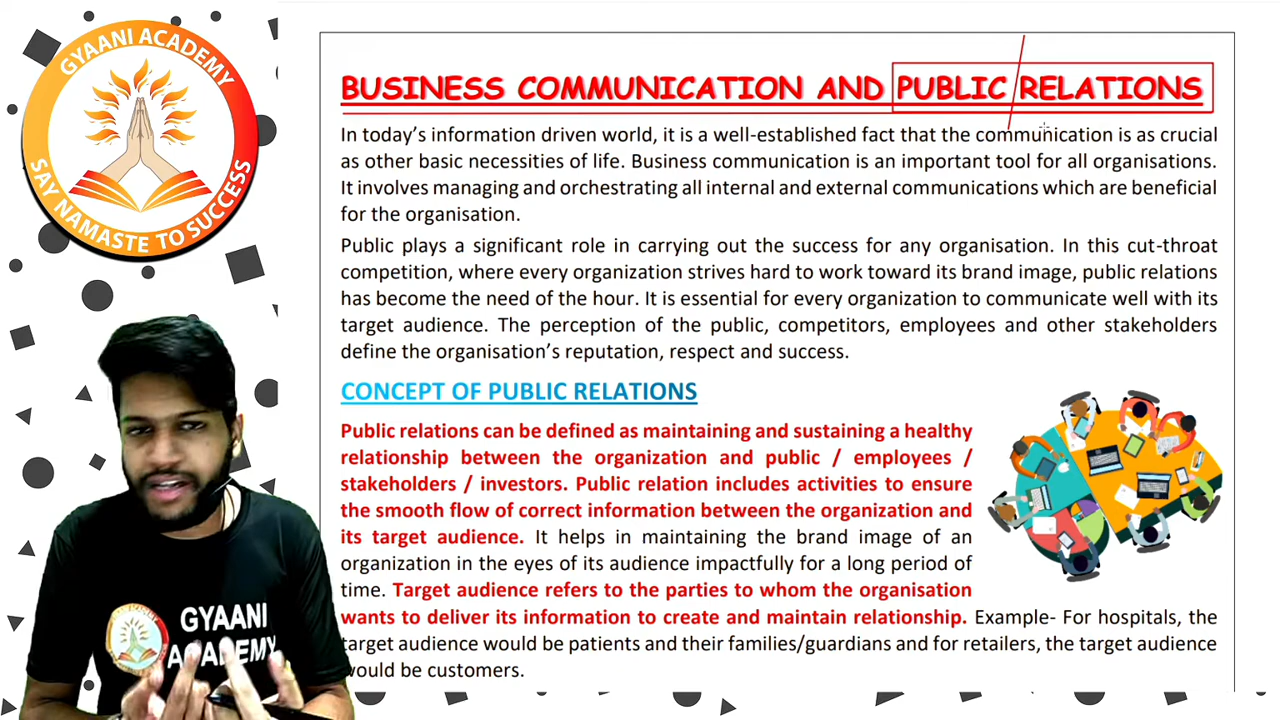 GYAANI ACADEMY
SAY NAMASTE TO SUCCESS
BUSINESS COMMUNICATION AND PUBLIC RELATIONS
In today’s information driven world, it is a well-established fact that the communication is as crucial
as other basic necessities of life. Business communication is an important tool for all organisations.
It involves managing and orchestrating all internal and external communications which are beneficial
for the organisation.
Public plays a significant role in carrying out the success for any organisation. In this cut-throat
competition, where every organization strives hard to work toward its brand image, public relations
has become the need of the hour. It is essential for every organization to communicate well with its
target audience. The perception of the public, competitors, employees and other stakeholders
define the organisation’s reputation, respect and success.
CONCEPT OF PUBLIC RELATIONS
Public relations can be defined as maintaining and sustaining a healthy
relationship between the organization and public / employees /
stakeholders / investors. Public relation includes activities to ensure
the smooth flow of correct information between the organization and
its target audience. It helps in maintaining the brand image of an
organization in the eyes of its audience impactfully for a long period of
time. Target audience refers to the parties to whom the organisation
wants to deliver its information to create and maintain relationship. Example- For hospitals, the
target audience would be patients and their families/guardians and for retailers, the target audience
would be customers.
GYAANI
ACADEMY